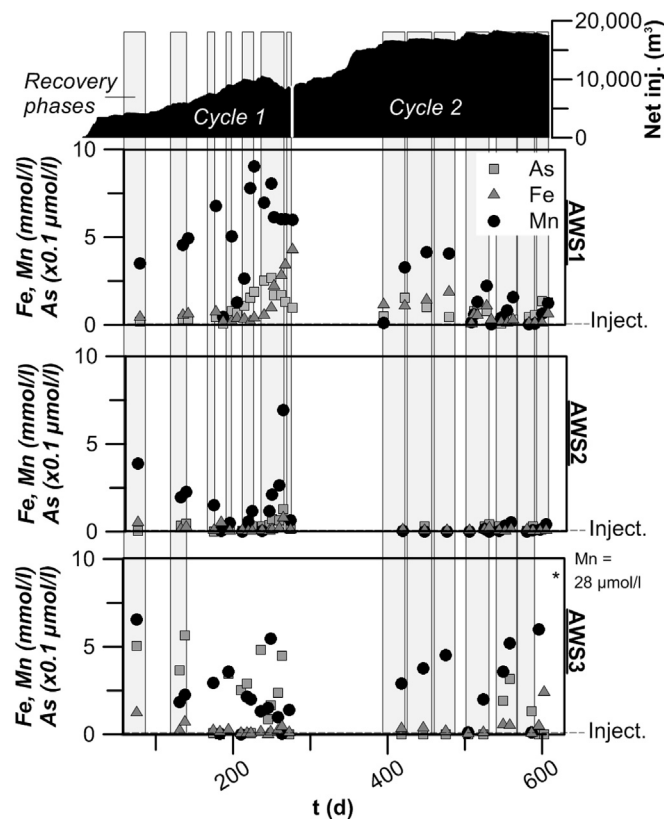 20,000
10,000
0
Net inj. (m³)
Recovery
phases
Cycle 1
Cycle 2
10
5
0
Fe, Mn (mmol/l)
As (x0.1 µmol/l)
As
Fe
Mn
AWS1
Inject.
10
5
0
Fe, Mn (mmol/l)
As (x0.1 µmol/l)
AWS2
Inject.
10
5
0
Fe, Mn (mmol/l)
As (x0.1 µmol/l)
* Mn =
28 µmol/l
AWS3
Inject.
200
400
600
t (d)